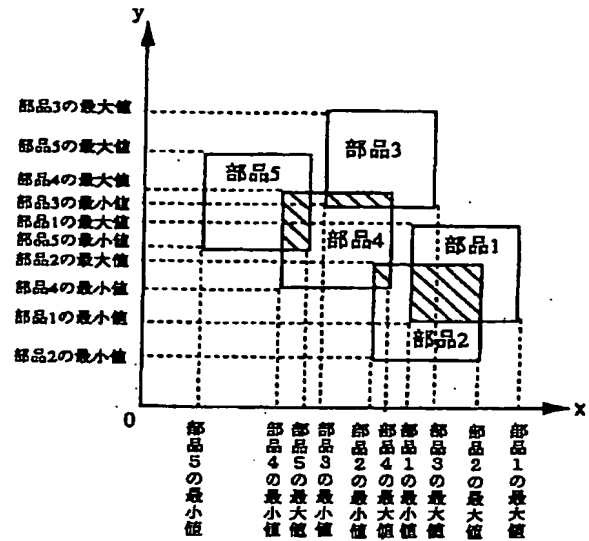 y
部品3の最大値
部品5の最大値
部品4の最大値
部品3の最小値
部品1の最大値
部品5の最小値
部品2の最大値
部品4の最小値
部品1の最小値
部品2の最小値
部品3
部品5
部品4
部品1
部品2
0
x
部品5の最小値
部品4の最小値
部品5の最大値
部品3の最小値
部品2の最小値
部品4の最大値
部品1の最小値
部品3の最大値
部品2の最大値
部品1の最大値